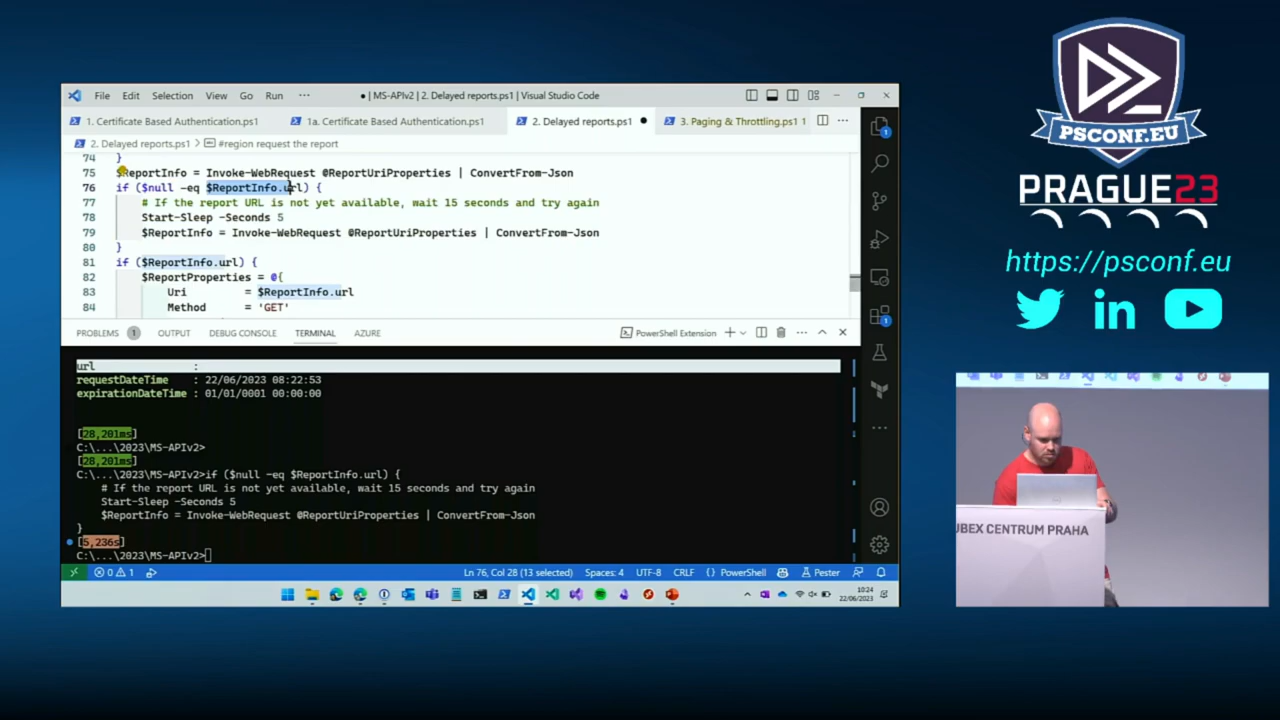 File Edit Selection View Go Run ··· ● | MS-APIv2 | 2. Delayed reports.ps1 | Visual Studio Code
1. Certificate Based Authentication.ps1 1a. Certificate Based Authentication.ps1 2. Delayed reports.ps1 ● 3. Paging & Throttling.ps1 1
2. Delayed reports.ps1 > #region request the report
74 }
75 $ReportInfo = Invoke-WebRequest @ReportUriProperties | ConvertFrom-Json
76 if ($null -eq $ReportInfo.url) {
77 # If the report URL is not yet available, wait 15 seconds and try again
78 Start-Sleep -Seconds 5
79 $ReportInfo = Invoke-WebRequest @ReportUriProperties | ConvertFrom-Json
80 }
81 if ($ReportInfo.url) {
82 $ReportProperties = @{
83 Uri = $ReportInfo.url
84 Method = 'GET'
PROBLEMS 1 OUTPUT DEBUG CONSOLE TERMINAL AZURE PowerShell Extension
url :
requestDateTime : 22/06/2023 08:22:53
expirationDateTime : 01/01/0001 00:00:00
[28,201ms]
C:\...\2023\MS-APIv2>
[28,201ms]
C:\...\2023\MS-APIv2>if ($null -eq $ReportInfo.url) {
# If the report URL is not yet available, wait 15 seconds and try again
Start-Sleep -Seconds 5
$ReportInfo = Invoke-WebRequest @ReportUriProperties | ConvertFrom-Json
}
[5,236s]
C:\...\2023\MS-APIv2>
0 1 Ln 76, Col 28 (13 selected) Spaces: 4 UTF-8 CRLF {} PowerShell Pester
10:24
22/06/2023
1
1
PSCONF.EU
PRAGUE23
https://psconf.eu
UBEX CENTRUM PRAHA